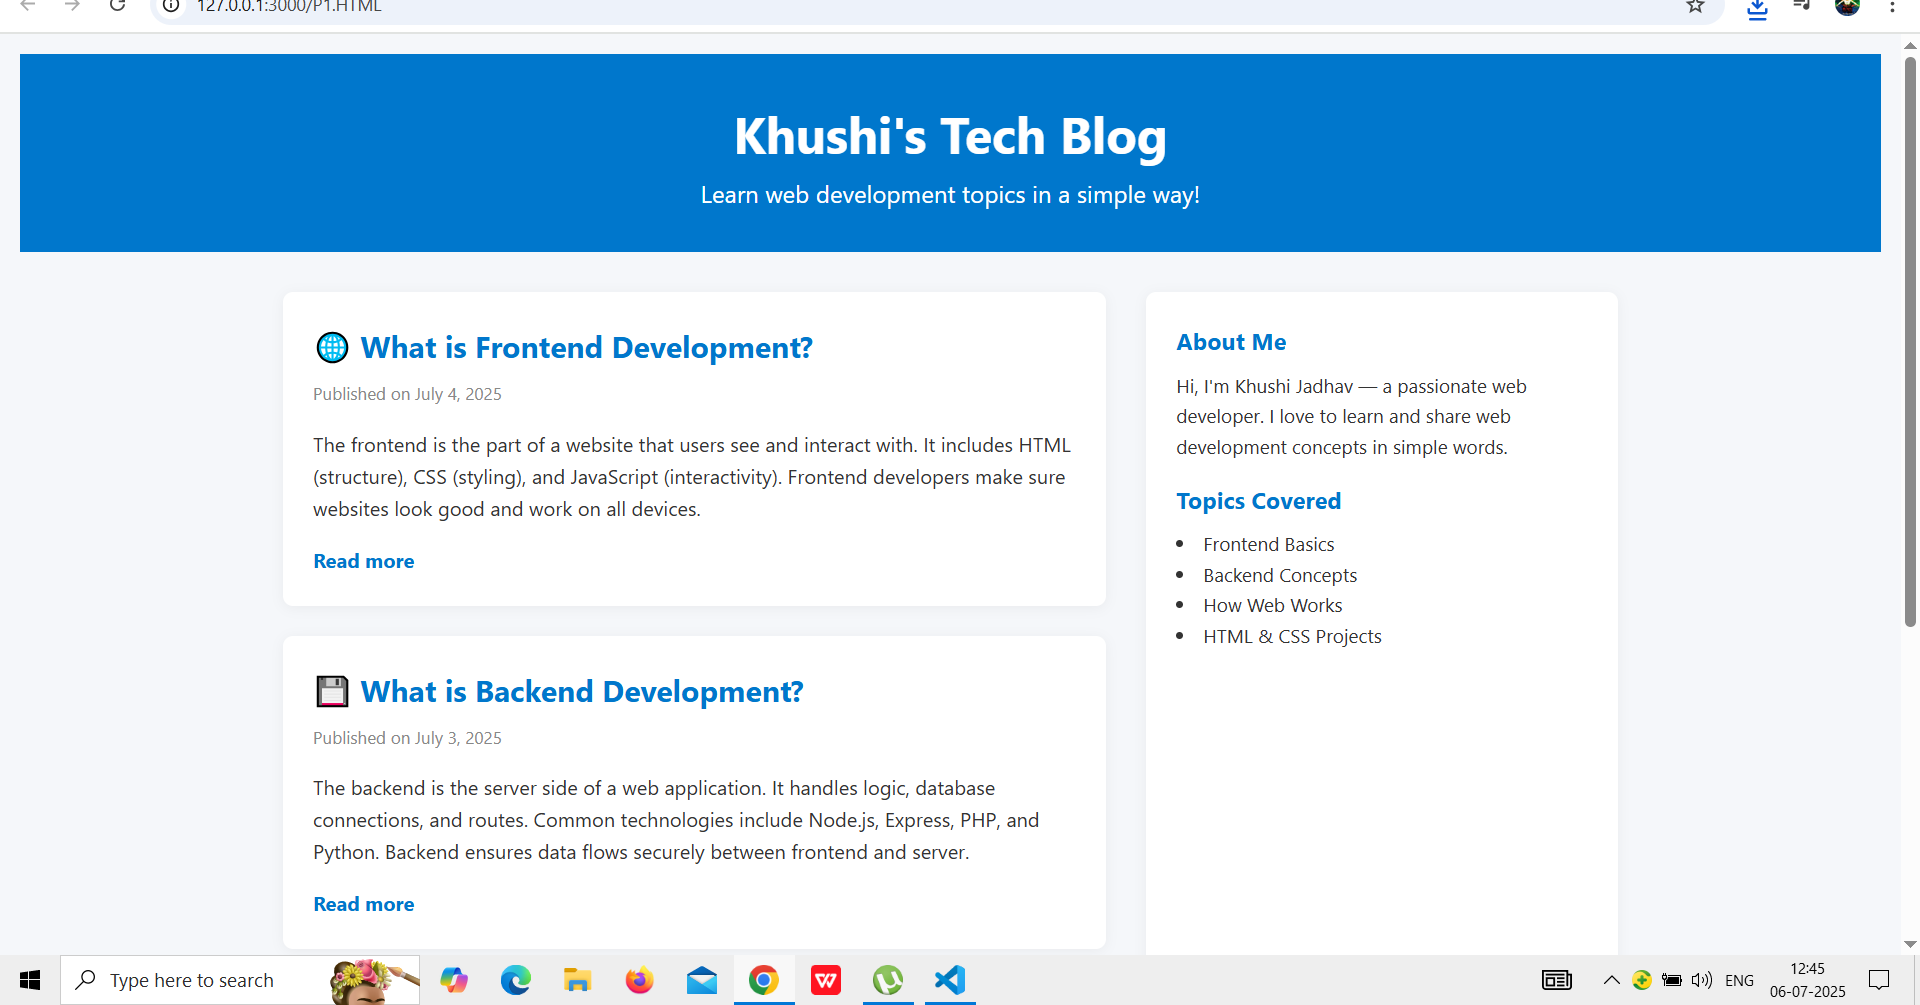 127.0.0.1:3000/P1.HTML
Khushi's Tech Blog
Learn web development topics in a simple way!
What is Frontend Development?
Published on July 4, 2025
The frontend is the part of a website that users see and interact with. It includes HTML
(structure), CSS (styling), and JavaScript (interactivity). Frontend developers make sure
websites look good and work on all devices.
Read more
What is Backend Development?
Published on July 3, 2025
The backend is the server side of a web application. It handles logic, database
connections, and routes. Common technologies include Node.js, Express, PHP, and
Python. Backend ensures data flows securely between frontend and server.
Read more
About Me
Hi, I'm Khushi Jadhav — a passionate web
developer. I love to learn and share web
development concepts in simple words.
Topics Covered
• Frontend Basics
• Backend Concepts
• How Web Works
• HTML & CSS Projects
Type here to search
ENG
12:45
06-07-2025